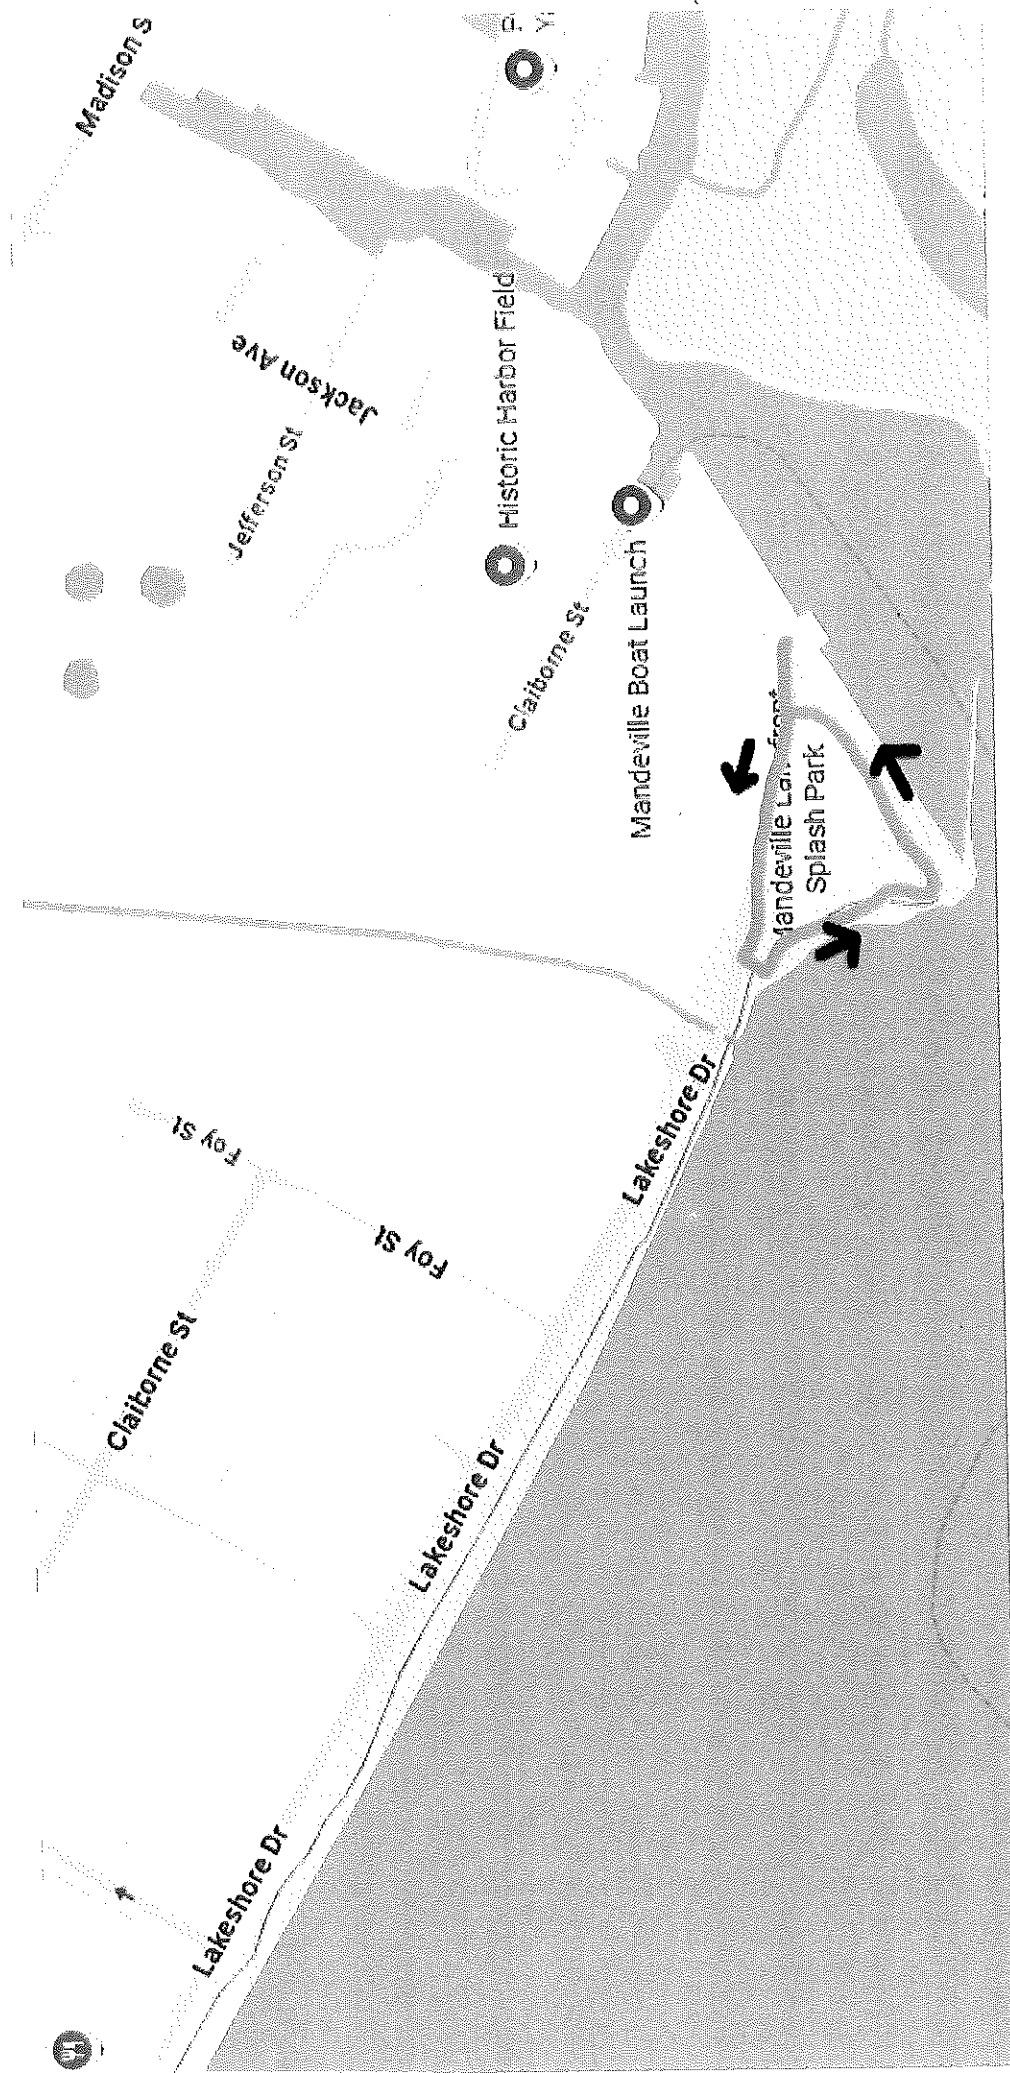 Madison S
Jackson Ave
Jefferson St
Historic Harbor Field
Claiborne St
Mandeville Boat Launch
Splash Park
Foy St
Foy St
Claiborne St
Lakeshore Dr
Lakeshore Dr
Lakeshore Dr